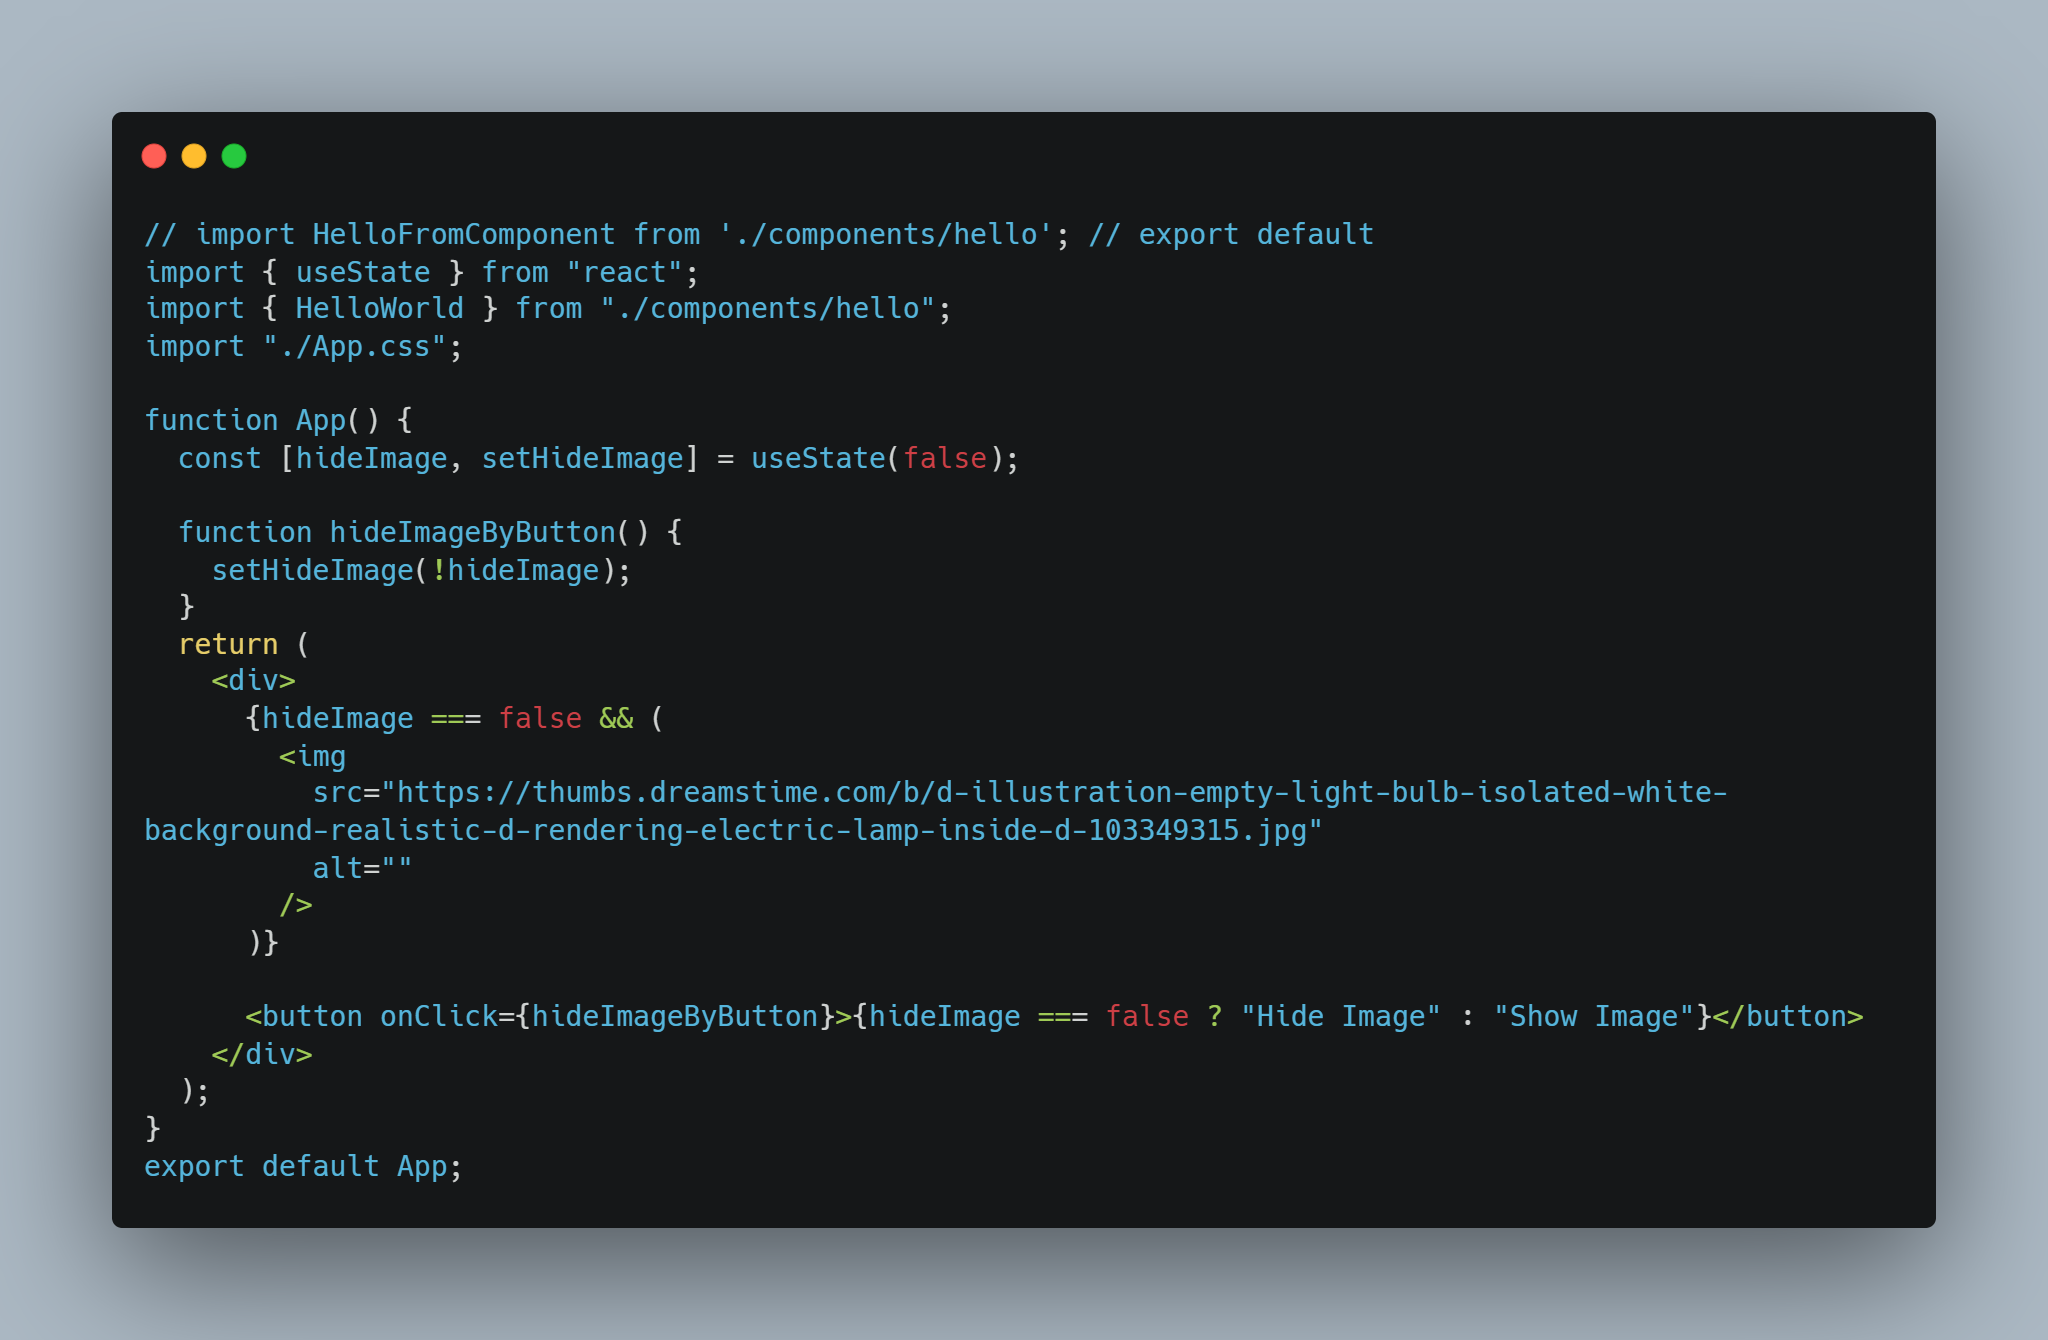 // import HelloFromComponent from './components/hello'; // export default
import { useState } from "react";
import { HelloWorld } from "./components/hello";
import "./App.css";

function App() {
  const [hideImage, setHideImage] = useState(false);

  function hideImageByButton() {
    setHideImage(!hideImage);
  }
  return (
    <div>
      {hideImage === false && (
        <img
          src="https://thumbs.dreamstime.com/b/d-illustration-empty-light-bulb-isolated-white-
background-realistic-d-rendering-electric-lamp-inside-d-103349315.jpg"
          alt=""
        />
      )}

      <button onClick={hideImageByButton}>{hideImage === false ? "Hide Image" : "Show Image"}</button>
    </div>
  );
}
export default App;